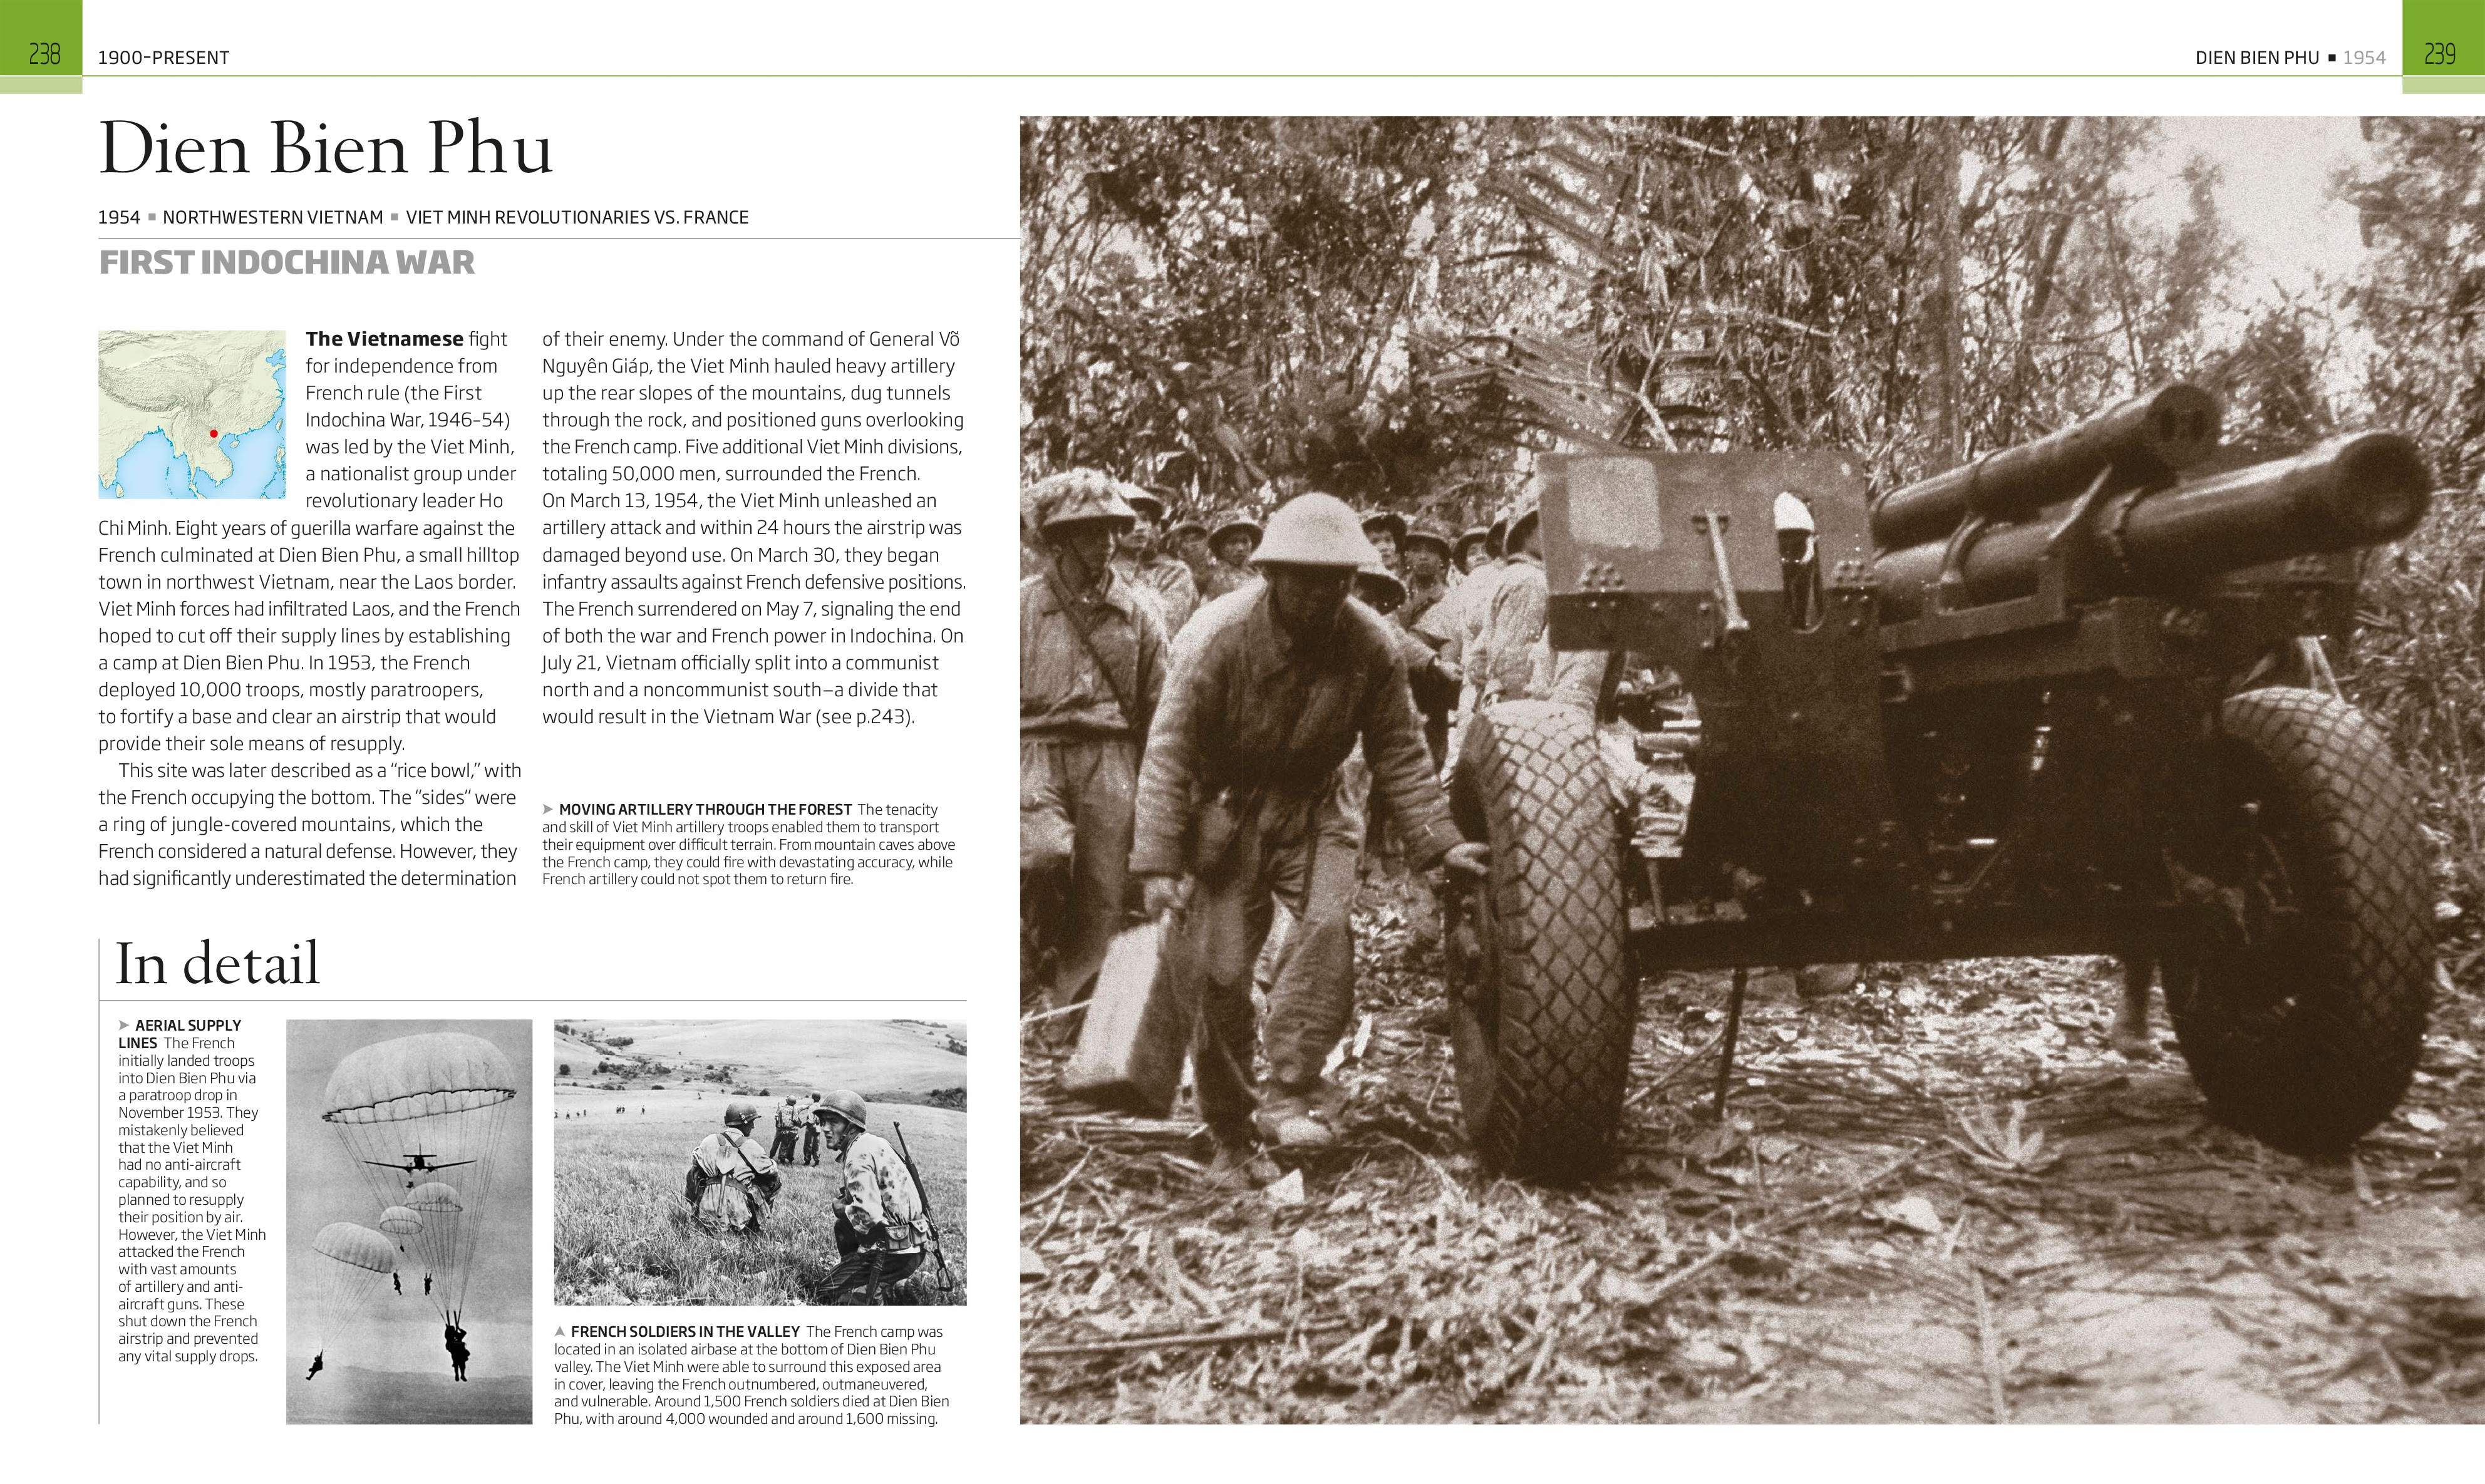 238
1900–PRESENT
DIEN BIEN PHU ■ 1954
239
Dien Bien Phu
1954 ■ NORTHWESTERN VIETNAM ■ VIET MINH REVOLUTIONARIES VS. FRANCE
FIRST INDOCHINA WAR
The Vietnamese fight
for independence from
French rule (the First
Indochina War, 1946–54)
was led by the Viet Minh,
a nationalist group under
revolutionary leader Ho
Chi Minh. Eight years of guerilla warfare against the
French culminated at Dien Bien Phu, a small hilltop
town in northwest Vietnam, near the Laos border.
Viet Minh forces had infiltrated Laos, and the French
hoped to cut off their supply lines by establishing
a camp at Dien Bien Phu. In 1953, the French
deployed 10,000 troops, mostly paratroopers,
to fortify a base and clear an airstrip that would
provide their sole means of resupply.
This site was later described as a “rice bowl,” with
the French occupying the bottom. The “sides” were
a ring of jungle-covered mountains, which the
French considered a natural defense. However, they
had significantly underestimated the determination
of their enemy. Under the command of General Võ
Nguyên Giáp, the Viet Minh hauled heavy artillery
up the rear slopes of the mountains, dug tunnels
through the rock, and positioned guns overlooking
the French camp. Five additional Viet Minh divisions,
totaling 50,000 men, surrounded the French.
On March 13, 1954, the Viet Minh unleashed an
artillery attack and within 24 hours the airstrip was
damaged beyond use. On March 30, they began
infantry assaults against French defensive positions.
The French surrendered on May 7, signaling the end
of both the war and French power in Indochina. On
July 21, Vietnam officially split into a communist
north and a noncommunist south—a divide that
would result in the Vietnam War (see p.243).
➤ MOVING ARTILLERY THROUGH THE FOREST The tenacity
and skill of Viet Minh artillery troops enabled them to transport
their equipment over difficult terrain. From mountain caves above
the French camp, they could fire with devastating accuracy, while
French artillery could not spot them to return fire.
In detail
➤ AERIAL SUPPLY
LINES The French
initially landed troops
into Dien Bien Phu via
a paratroop drop in
November 1953. They
mistakenly believed
that the Viet Minh
had no anti-aircraft
capability, and so
planned to resupply
their position by air.
However, the Viet Minh
attacked the French
with vast amounts
of artillery and anti-
aircraft guns. These
shut down the French
airstrip and prevented
any vital supply drops.
⮝ FRENCH SOLDIERS IN THE VALLEY The French camp was
located in an isolated airbase at the bottom of Dien Bien Phu
valley. The Viet Minh were able to surround this exposed area
in cover, leaving the French outnumbered, outmaneuvered,
and vulnerable. Around 1,500 French soldiers died at Dien Bien
Phu, with around 4,000 wounded and around 1,600 missing.